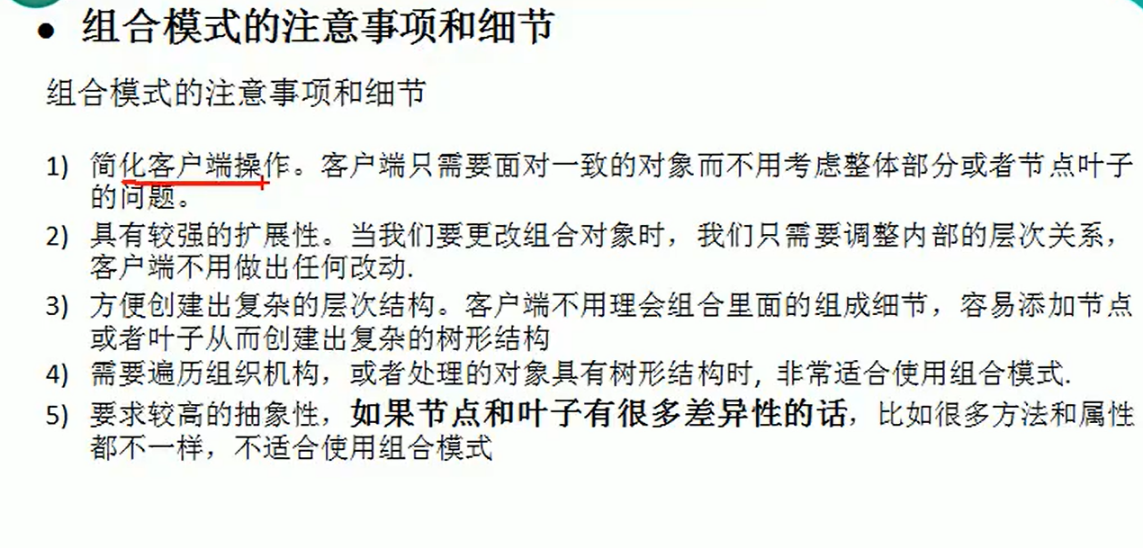 ● 组合模式的注意事项和细节
组合模式的注意事项和细节
1) 简化客户端操作。客户端只需要面对一致的对象而不用考虑整体部分或者节点叶子
的问题。
2) 具有较强的扩展性。当我们要更改组合对象时，我们只需要调整内部的层次关系，
客户端不用做出任何改动.
3) 方便创建出复杂的层次结构。客户端不用理会组合里面的组成细节，容易添加节点
或者叶子从而创建出复杂的树形结构
4) 需要遍历组织机构，或者处理的对象具有树形结构时, 非常适合使用组合模式.
5) 要求较高的抽象性，如果节点和叶子有很多差异性的话，比如很多方法和属性
都不一样，不适合使用组合模式